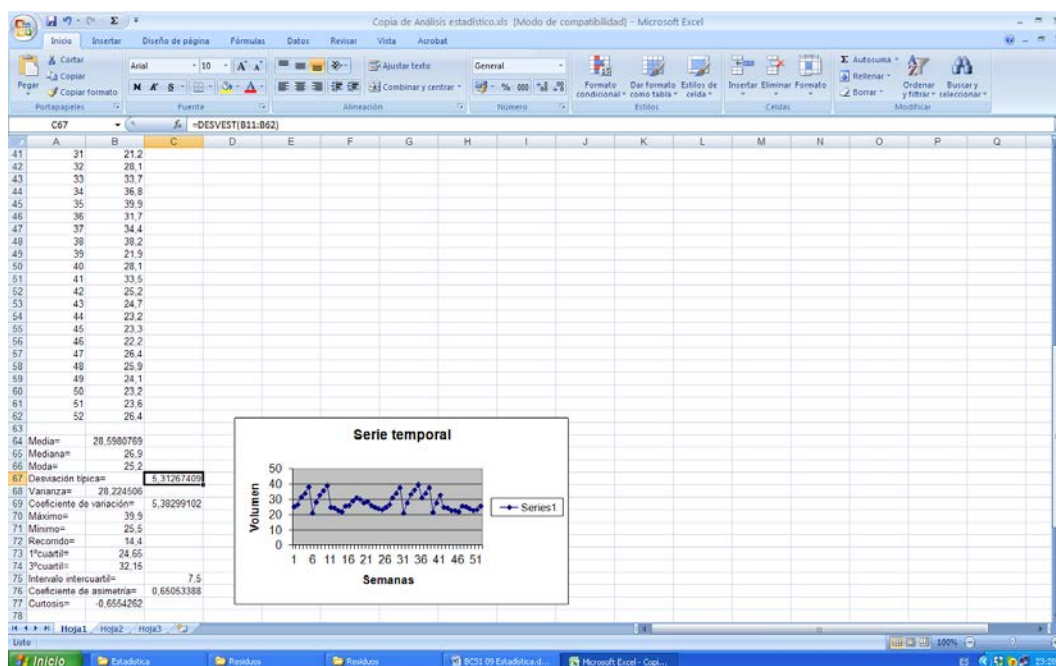 Copia de Análisis estadístico.xls [Modo de compatibilidad] - Microsoft Excel
Inicio Insertar Diseño de página Fórmulas Datos Revisar Vista Acrobat
Pegar
Cortar
Copiar
Copiar formato
Portapapeles
Arial 10
N K S
Fuente
Ajustar texto
Combinar y centrar
Alineación
General
% 000
Número
Formato condicional
Dar formato como tabla
Estilos de celda
Estilos
Insertar Eliminar Formato
Celdas
Σ Autosuma
Rellenar
Borrar
Ordenar y filtrar
Buscar y seleccionar
Modificar
C67 fx =DESVEST(B11:B62)
A B C D E F G H I J K L M N O P Q
41 31 21,2
42 32 28,1
43 33 33,7
44 34 36,8
45 35 39,9
46 36 31,7
47 37 34,4
48 38 38,2
49 39 21,9
50 40 28,1
51 41 33,5
52 42 25,2
53 43 24,7
54 44 23,2
55 45 23,3
56 46 22,2
57 47 26,4
58 48 25,9
59 49 24,1
60 50 23,2
61 51 23,6
62 52 26,4
63
64 Media= 28,5980769
65 Mediana= 26,9
66 Moda= 25,2
67 Desviación típica= 5,31267409
68 Varianza= 28,224506
69 Coeficiente de variación= 5,38299102
70 Máximo= 39,9
71 Mínimo= 25,5
72 Recorrido= 14,4
73 1ºcuartil= 24,65
74 3ºcuartil= 32,15
75 Intervalo intercuartil= 7,5
76 Coeficiente de asimetría= 0,65053388
77 Curtosis= -0,6554262
78
Serie temporal
Volumen
50
40
30
20
10
0
1 6 11 16 21 26 31 36 41 46 51
Semanas
Series1
Hoja1 Hoja2 Hoja3
Listo
100%
Inicio
Estadística
Residuos
Residuos
BC31 09 Estadística.d...
Microsoft Excel - Copi...
ES
23:28